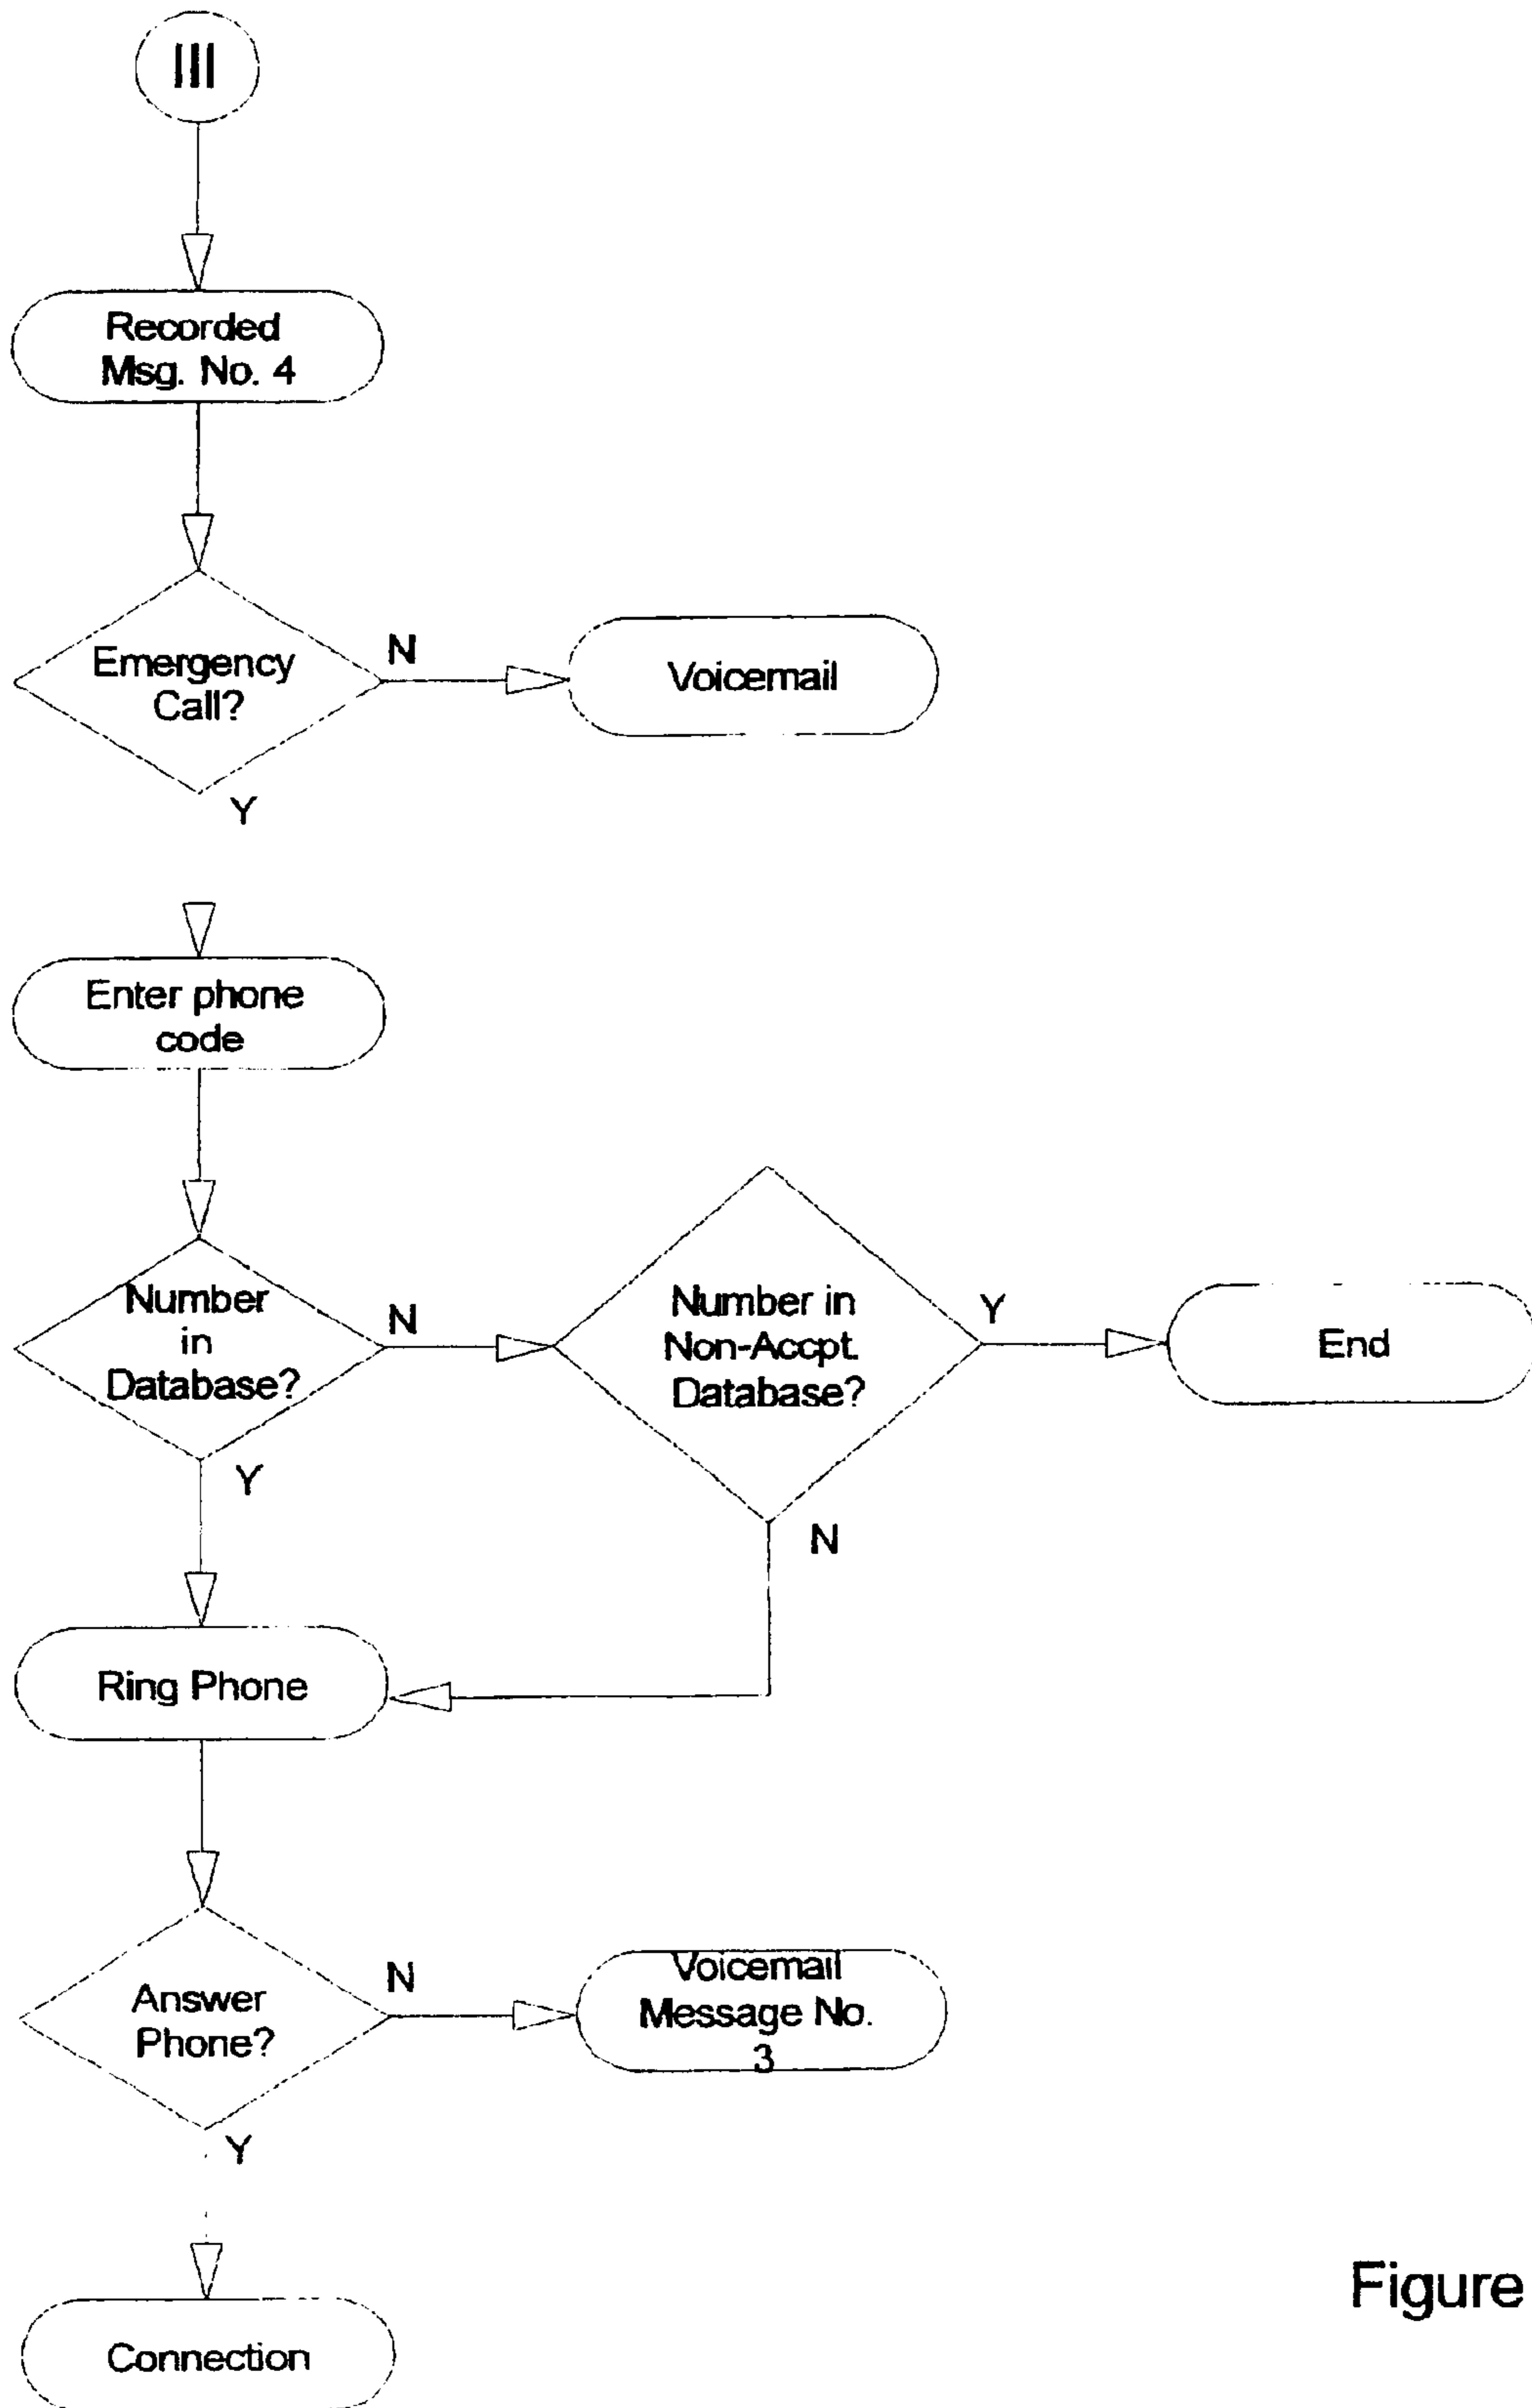 III
Recorded
Msg. No. 4
Emergency
Call?
N
Voicemail
Y
Enter phone
code
Number
in
Database?
N
Number in
Non-Accpt.
Database?
Y
End
Y
N
Ring Phone
Answer
Phone?
N
Voicemail
Message No.
3
Y
Connection
Figure